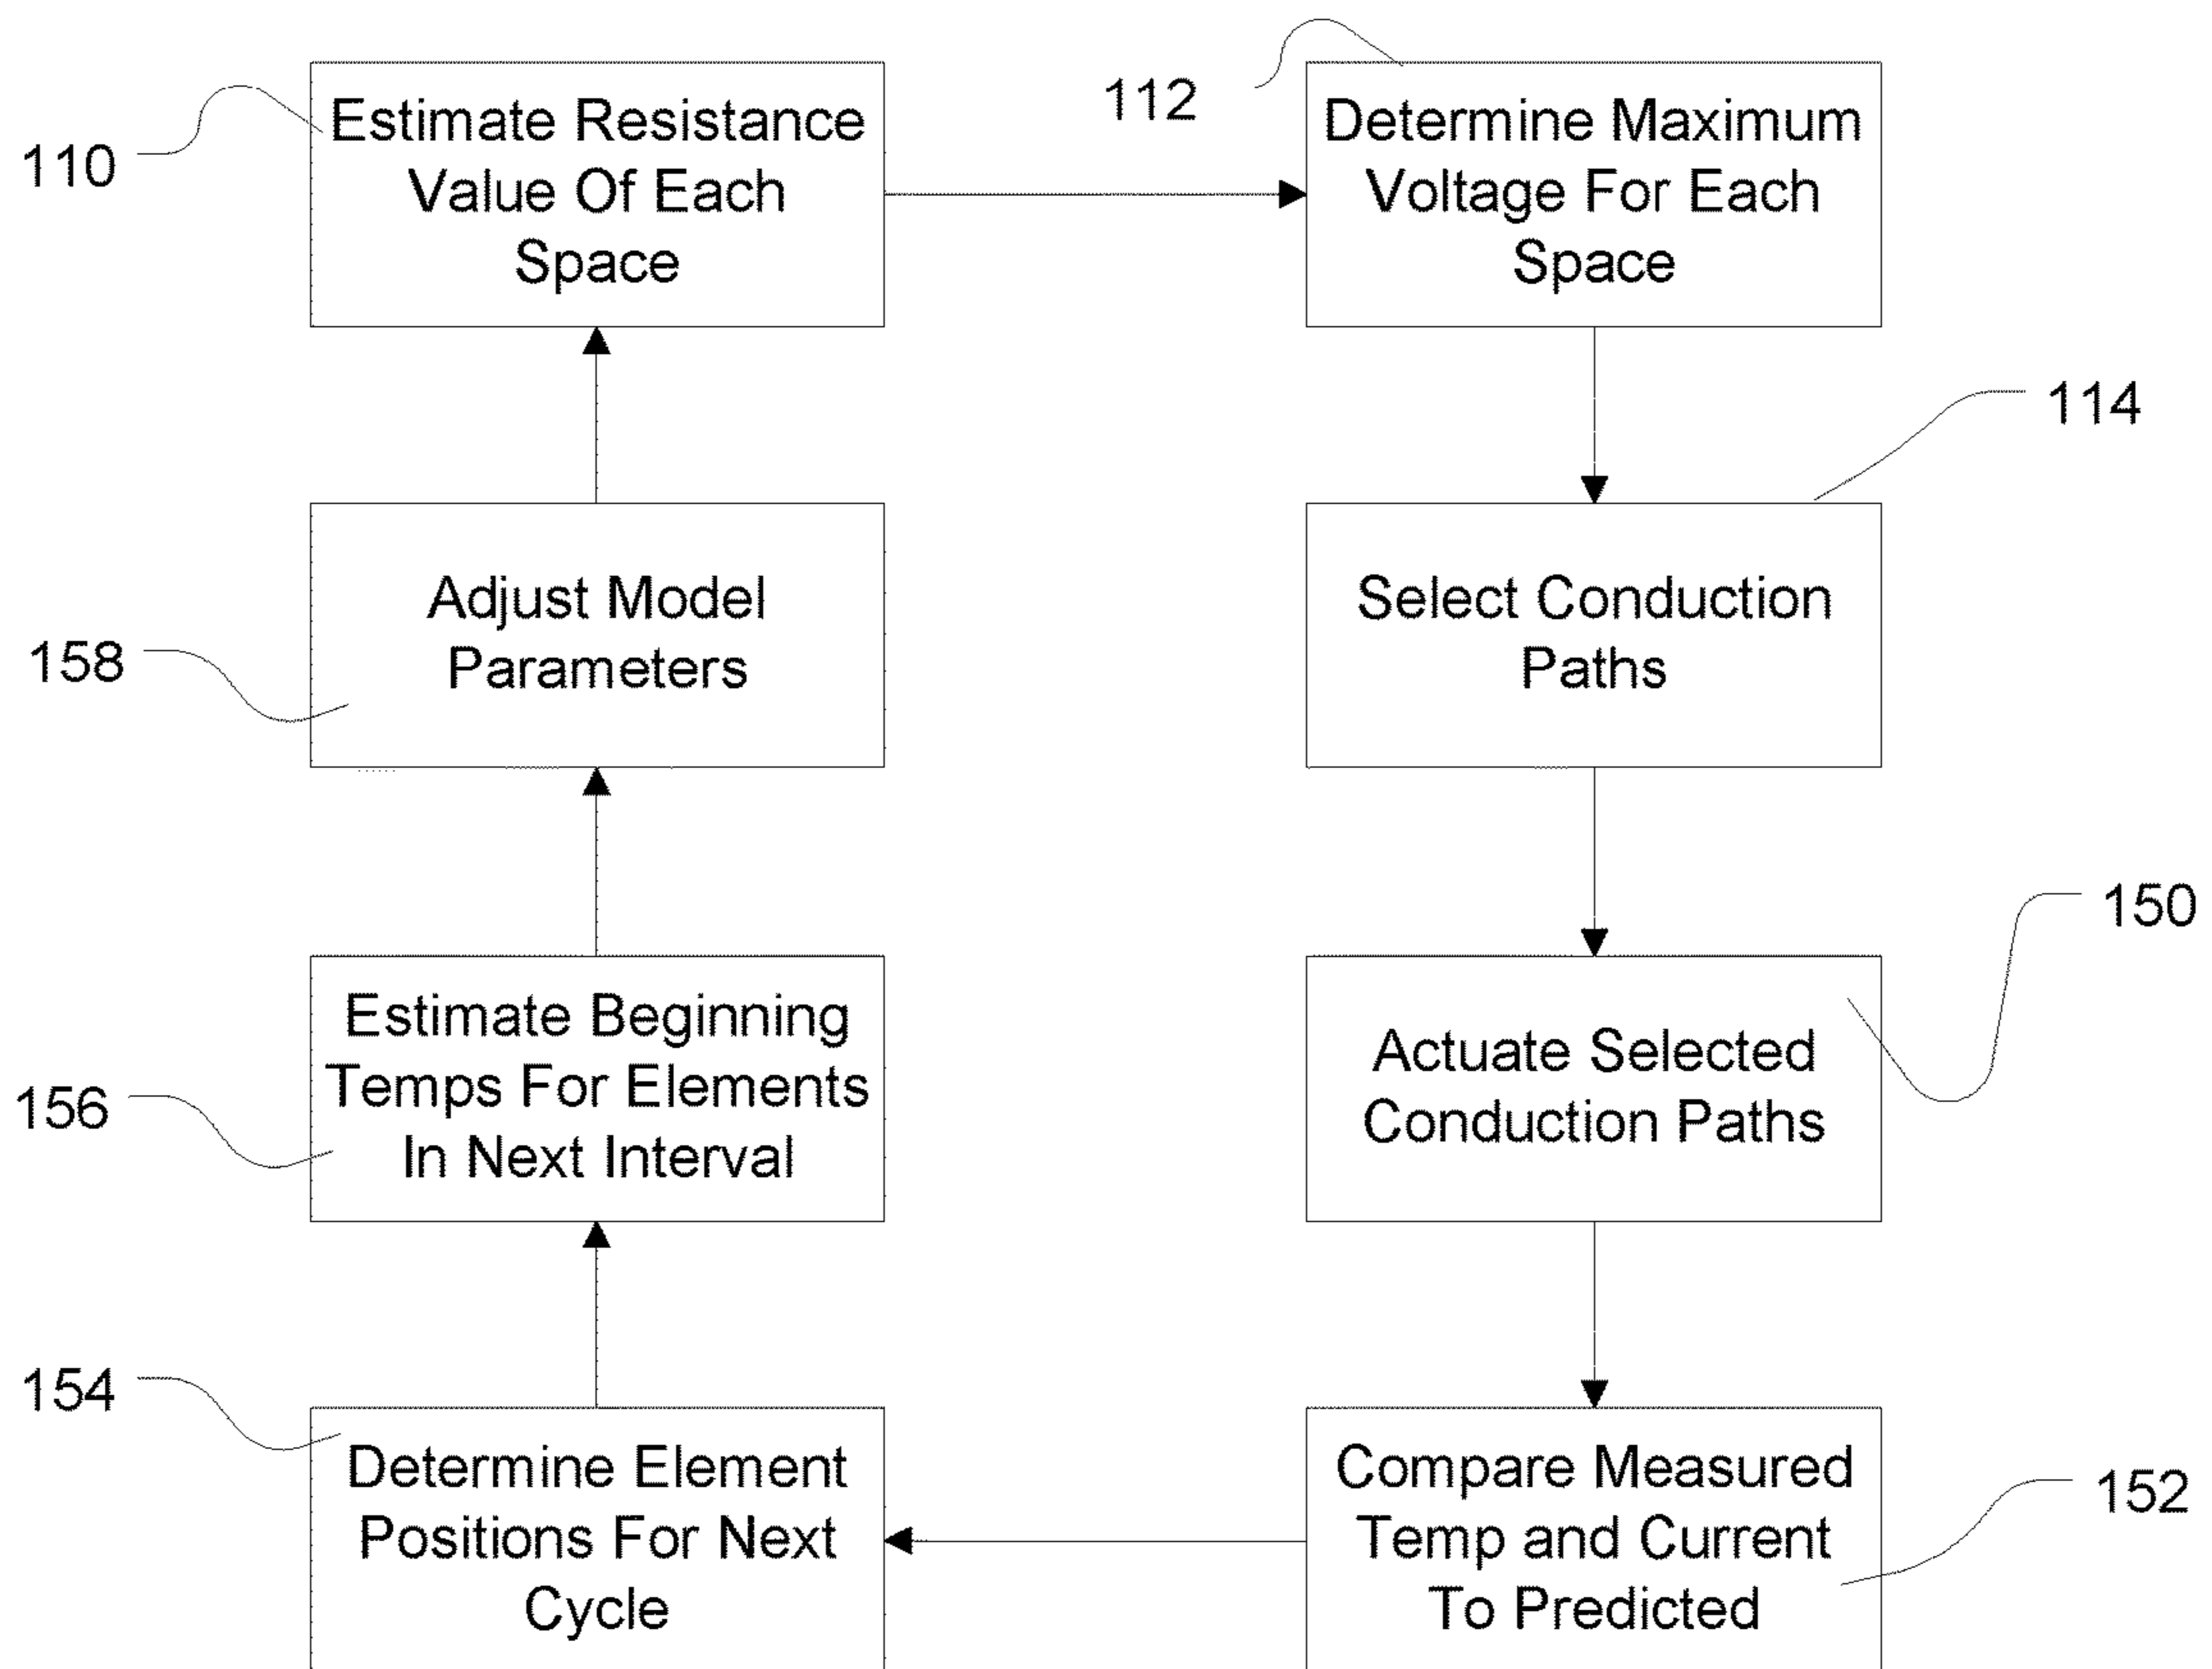 110
Estimate Resistance
Value Of Each
Space
112
Determine Maximum
Voltage For Each
Space
114
Select Conduction
Paths
150
Actuate Selected
Conduction Paths
152
Compare Measured
Temp and Current
To Predicted
154
Determine Element
Positions For Next
Cycle
156
Estimate Beginning
Temps For Elements
In Next Interval
158
Adjust Model
Parameters